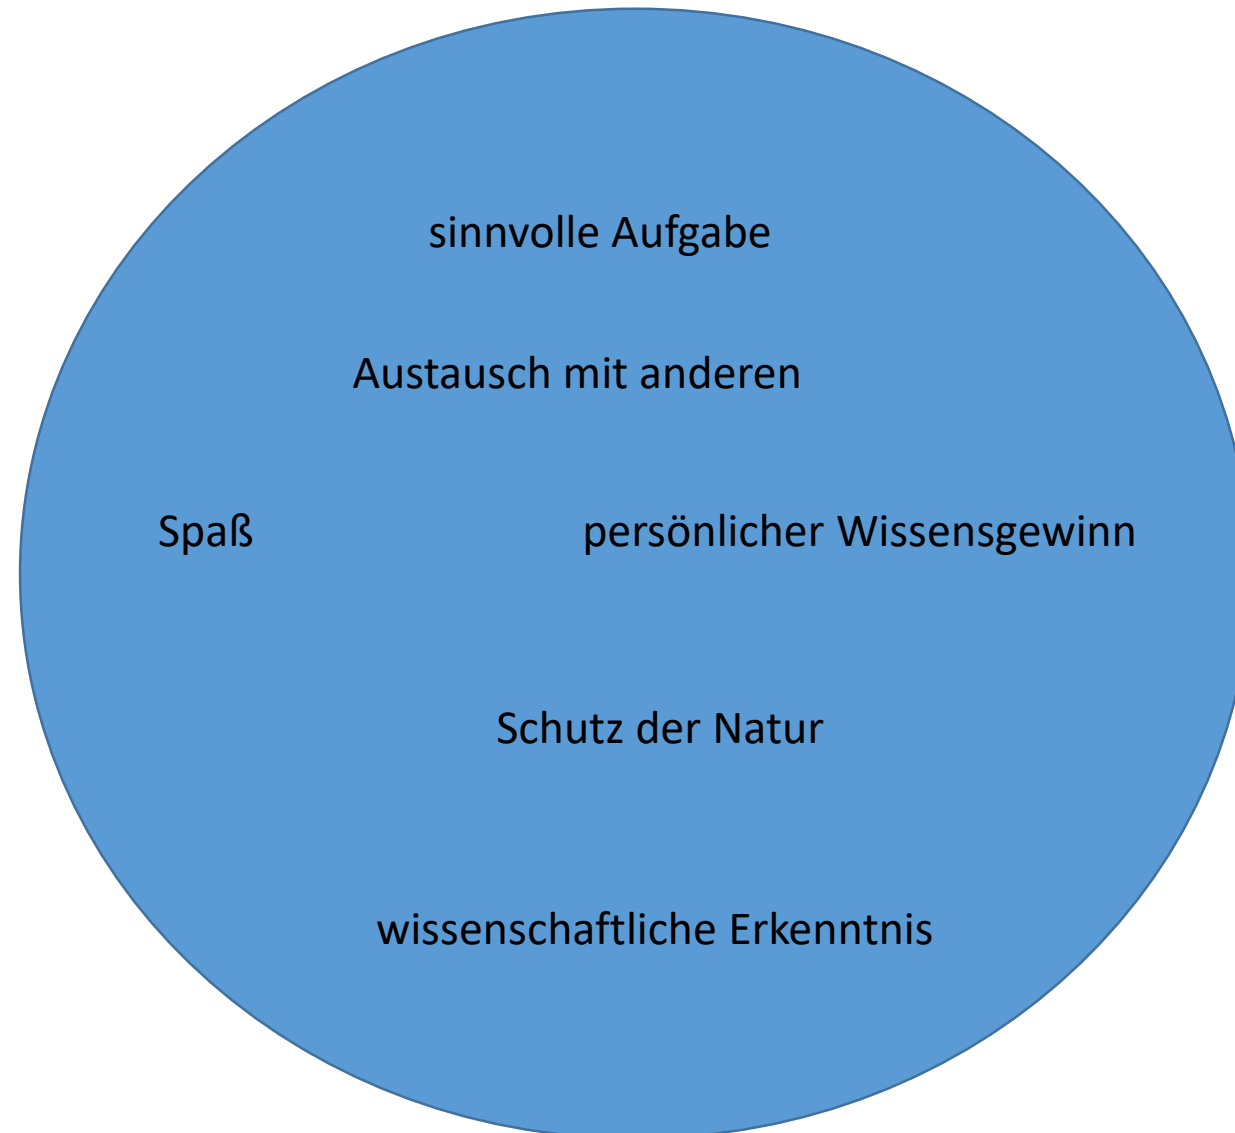 sinnvolle Aufgabe
Austausch mit anderen
Spaß persönlicher Wissensgewinn
Schutz der Natur
wissenschaftliche Erkenntnis